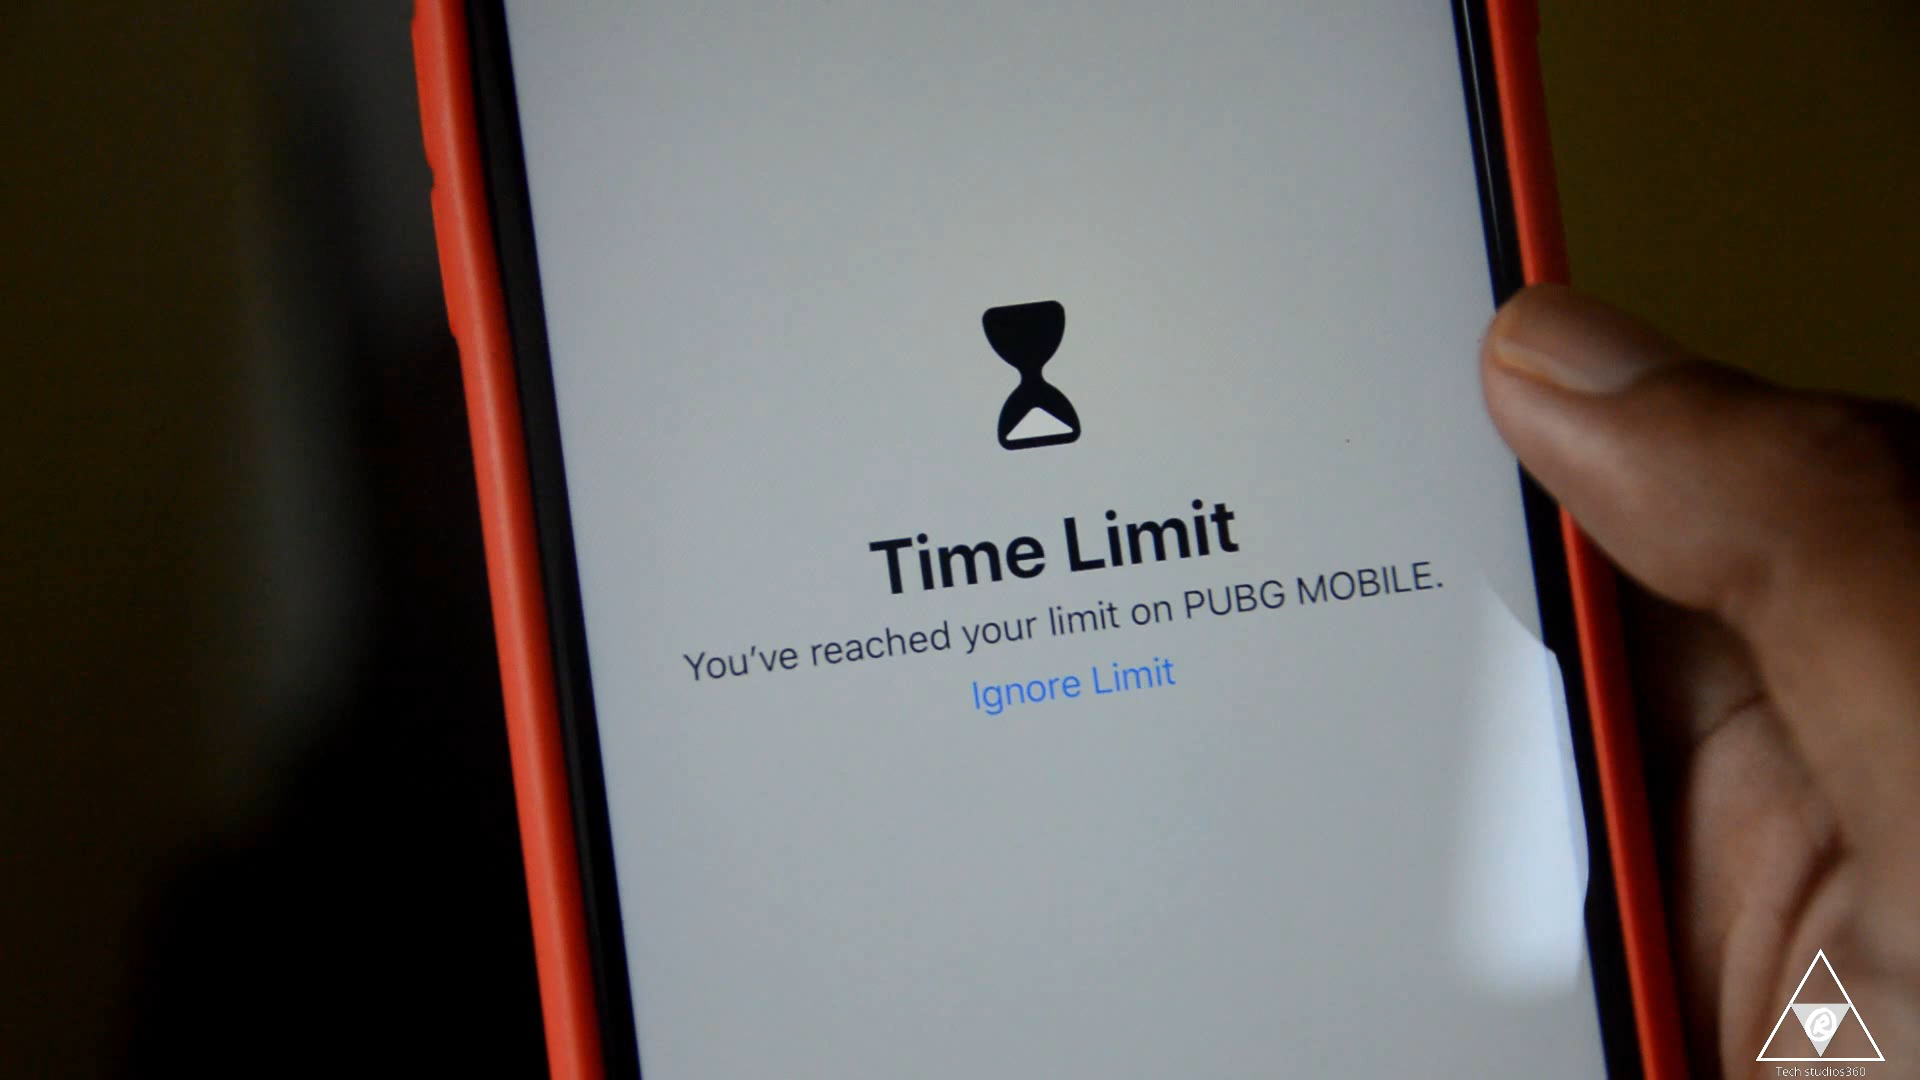 Time Limit
You've reached your limit on PUBG MOBILE.
Ignore Limit
R
Tech studios360